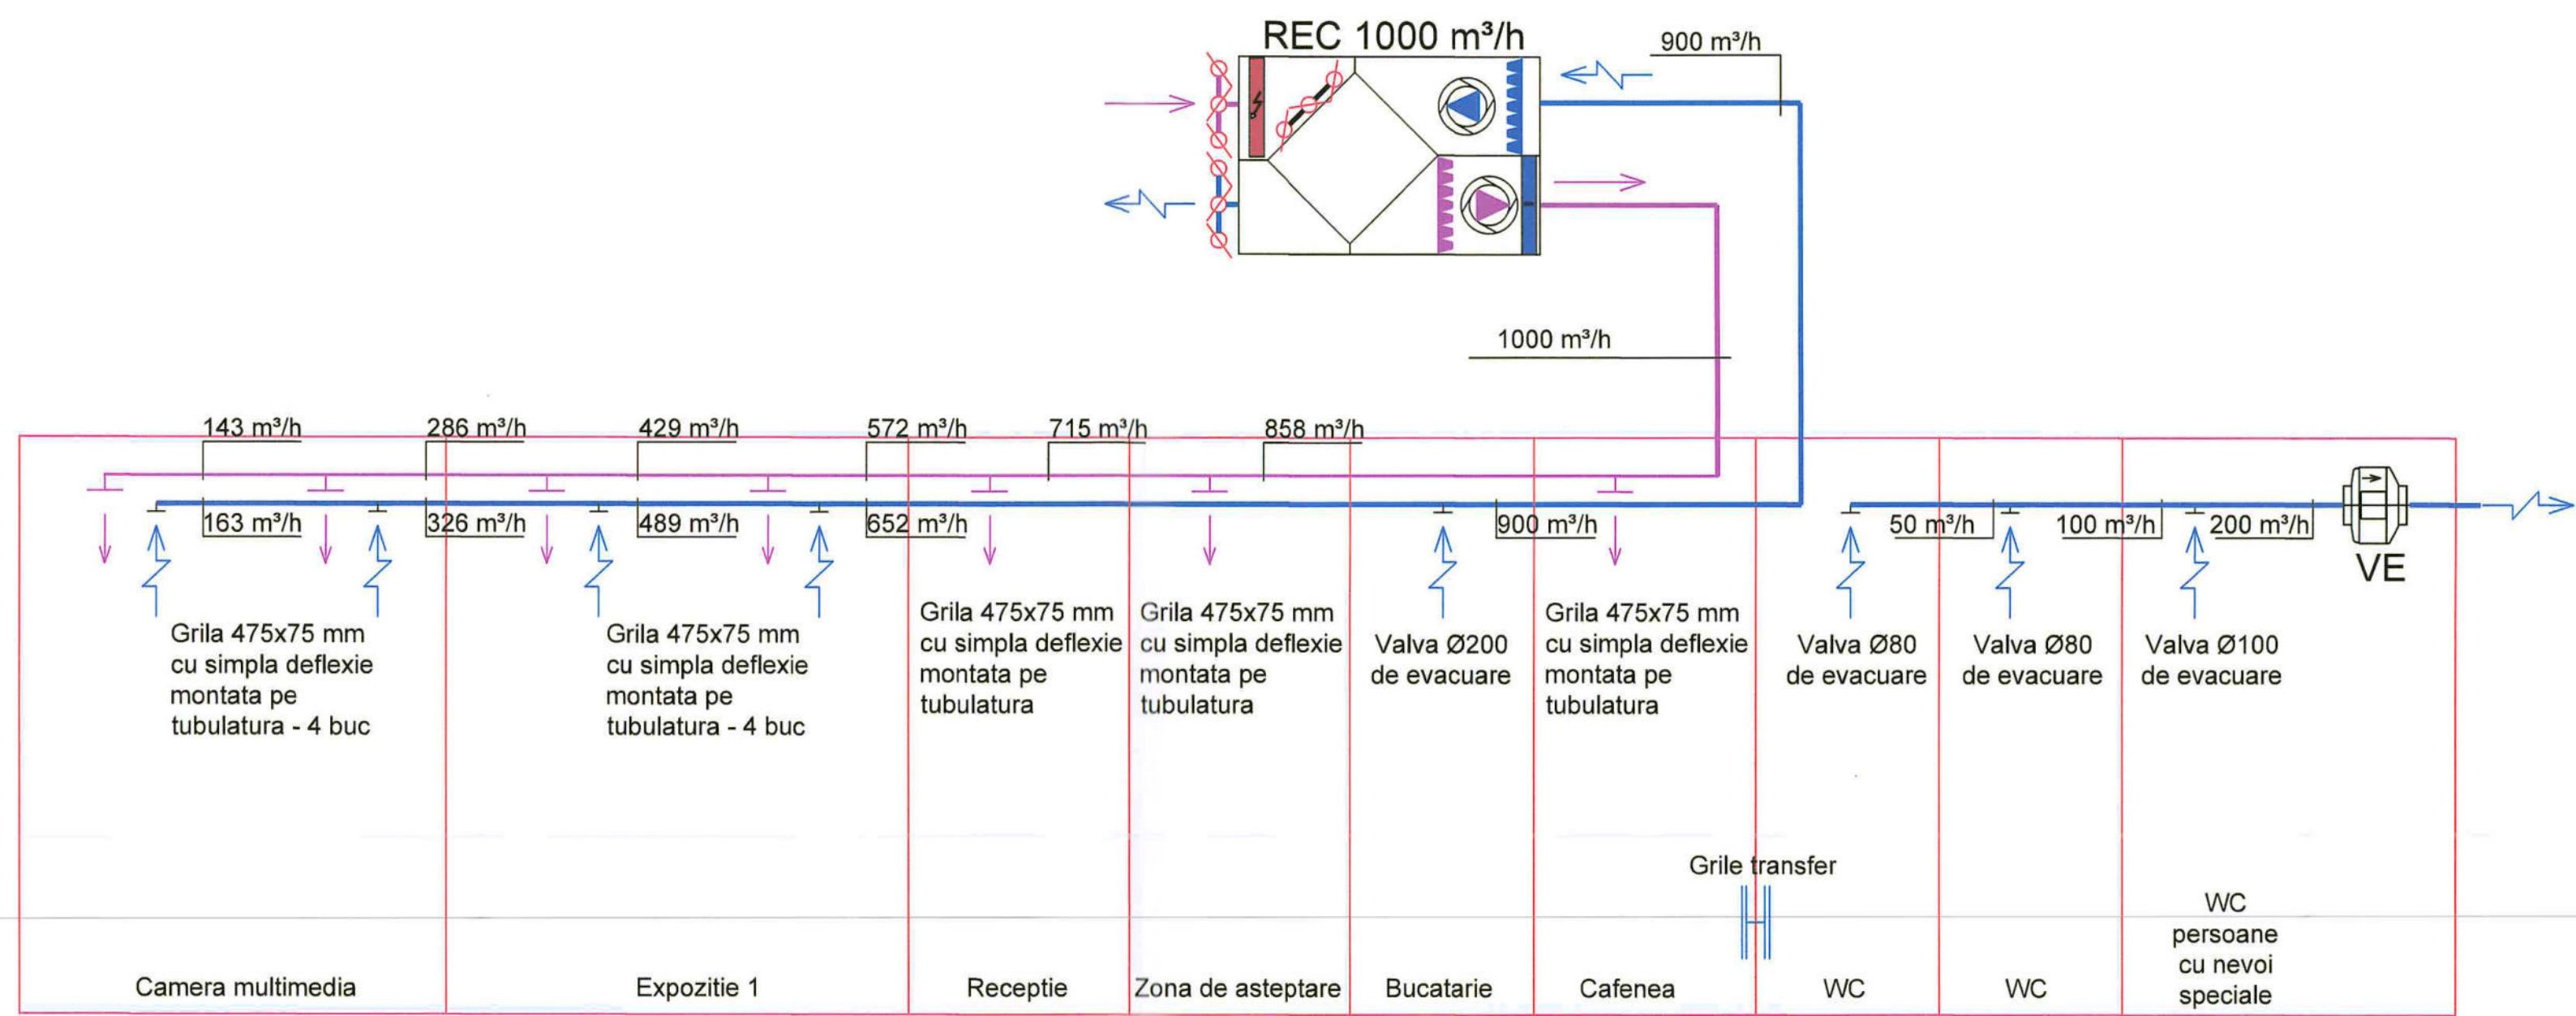 REC 1000 m³/h
900 m³/h
1000 m³/h
143 m³/h
286 m³/h
429 m³/h
572 m³/h
715 m³/h
858 m³/h
163 m³/h
326 m³/h
489 m³/h
652 m³/h
900 m³/h
50 m³/h
100 m³/h
200 m³/h
VE
Grila 475x75 mm
cu simpla deflexie
montata pe
tubulatura - 4 buc
Grila 475x75 mm
cu simpla deflexie
montata pe
tubulatura - 4 buc
Grila 475x75 mm
cu simpla deflexie
montata pe
tubulatura
Grila 475x75 mm
cu simpla deflexie
montata pe
tubulatura
Valva Ø200
de evacuare
Grila 475x75 mm
cu simpla deflexie
montata pe
tubulatura
Valva Ø80
de evacuare
Valva Ø80
de evacuare
Valva Ø100
de evacuare
Grile transfer
Camera multimedia
Expozitie 1
Receptie
Zona de asteptare
Bucatarie
Cafenea
WC
WC
WC
persoane
cu nevoi
speciale